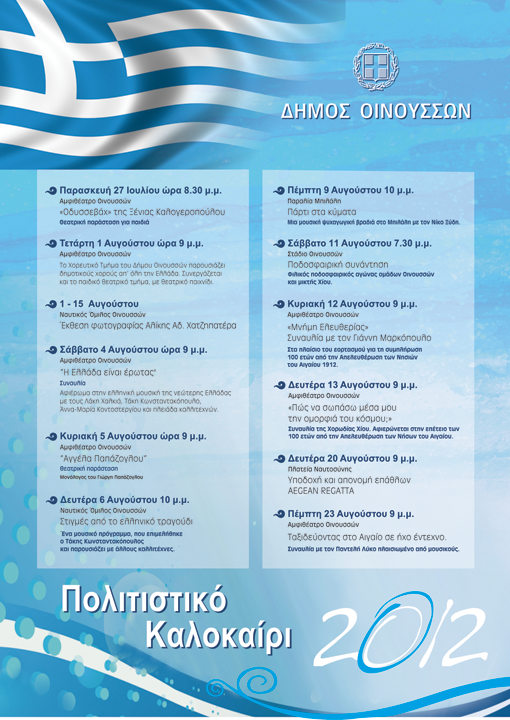 ΔΗΜΟΣ ΟΙΝΟΥΣΣΩΝ
Παρασκευή 27 Ιουλίου ώρα 8.30 μ.μ.
Αμφιθέατρο Οινουσσών
«Οδυσσεβάχ» της Ξένιας Καλογεροπούλου
Θεατρική παράσταση για παιδιά
Τετάρτη 1 Αυγούστου ώρα 9 μ.μ.
Αμφιθέατρο Οινουσσών
Το Χορευτικό Τμήμα του Δήμου Οινουσσών παρουσιάζει
δημοτικούς χορούς απ' όλη την Ελλάδα. Συνεργάζεται
και το παιδικό θεατρικό τμήμα, με θεατρικό παιχνίδι.
1 - 15 Αυγούστου
Ναυτικός Όμιλος Οινουσσών
Έκθεση φωτογραφίας Αλίκης Αδ. Χατζηπατέρα
Σάββατο 4 Αυγούστου ώρα 9 μ.μ.
Αμφιθέατρο Οινουσσών
"Η Ελλάδα είναι έρωτας"
Συναυλία
Αφιέρωμα στην ελληνική μουσική της νεώτερης Ελλάδας
με τους Λάκη Χαλκιά, Τάκη Κωνσταντακόπουλο,
Άννα-Μαρία Κοντοστεργίου και πλειάδα καλλιτεχνών.
Κυριακή 5 Αυγούστου ώρα 9 μ.μ.
Αμφιθέατρο Οινουσσών
"Αγγέλα Παπάζογλου"
Θεατρική παράσταση
Μονόλογος του Γιώργη Παπάζογλου
Δευτέρα 6 Αυγούστου 10 μ.μ.
Ναυτικός Όμιλος Οινουσσών
Στιγμές από το ελληνικό τραγούδι
Ένα μουσικό πρόγραμμα, που επιμελήθηκε
ο Τάκης Κωνσταντακόπουλος
και παρουσιάζει με άλλους καλλιτέχνες.
Πέμπτη 9 Αυγούστου 10 μ.μ.
Παραλία Μπιλάλη
Πάρτι στα κύματα
Μια μουσική ψυχαγωγική βραδιά στο Μπιλάλη με τον Νίκο Ξύδη.
Σάββατο 11 Αυγούστου 7.30 μ.μ.
Στάδιο Οινουσσών
Ποδοσφαιρική συνάντηση
Φιλικός ποδοσφαιρικός αγώνας ομάδων Οινουσσών
και μικτής Χίου.
Κυριακή 12 Αυγούστου 9 μ.μ.
Αμφιθέατρο Οινουσσών
«Μνήμη Ελευθερίας»
Συναυλία με τον Γιάννη Μαρκόπουλο
Στο πλαίσιο του εορτασμού για τη συμπλήρωση
100 ετών από την Απελευθέρωση των Νησιών
του Αιγαίου 1912.
Δευτέρα 13 Αυγούστου 9 μ.μ.
Αμφιθέατρο Οινουσσών
«Πώς να σωπάσω μέσα μου
την ομορφιά του κόσμου;»
Συναυλία της Χορωδίας Χίου. Αφιερώνεται στην επέτειο των
100 ετών από την Απελευθέρωση των Νήσων του Αιγαίου.
Δευτέρα 20 Αυγούστου 9 μ.μ.
Πλατεία Ναυτοσύνης
Υποδοχή και απονομή επάθλων
AEGEAN REGATTA
Πέμπτη 23 Αυγούστου 9 μ.μ.
Αμφιθέατρο Οινουσσών
Ταξιδεύοντας στο Αιγαίο σε ήχο έντεχνο.
Συναυλία με τον Παντελή Λύκο πλαισιωμένο από μουσικούς.
Πολιτιστικό
Καλοκαίρι
2012